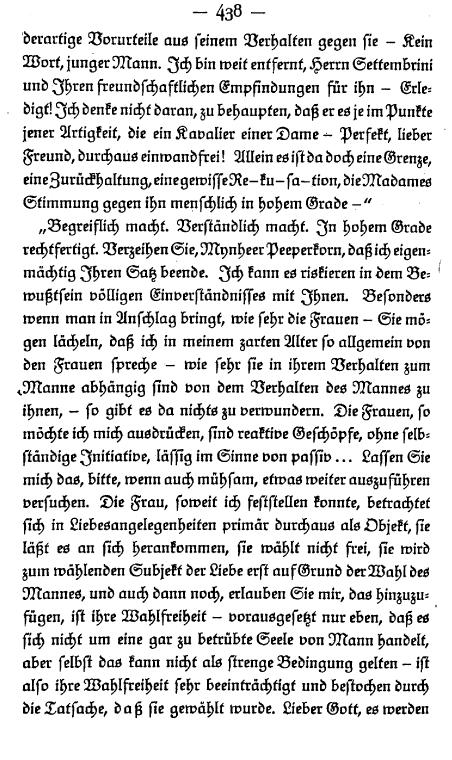 — 438 —
derartige Vorurteile aus seinem Verhalten gegen sie – Kein
Wort, junger Mann. Ich bin weit entfernt, Herrn Settembrini
und Ihren freundschaftlichen Empfindungen für ihn – Erle-
digt! Ich denke nicht daran, zu behaupten, daß er es je im Punkte
jener Artigkeit, die ein Kavalier einer Dame – Perfekt, lieber
Freund, durchaus einwandfrei! Allein es ist da doch eine Grenze,
eine Zurückhaltung, eine gewisse Re–ku–sa–tion, die Madames
Stimmung gegen ihn menschlich in hohem Grade –“
„Begreiflich macht. Verständlich macht. In hohem Grade
rechtfertigt. Verzeihen Sie, Mynheer Peeperkorn, daß ich eigen-
mächtig Ihren Satz beende. Ich kann es riskieren in dem Be-
wußtsein völligen Einverständnisses mit Ihnen. Besonders
wenn man in Anschlag bringt, wie sehr die Frauen – Sie mö-
gen lächeln, daß ich in meinem zarten Alter so allgemein von
den Frauen spreche – wie sehr sie in ihrem Verhalten zum
Manne abhängig sind von dem Verhalten des Mannes zu
ihnen, – so gibt es da nichts zu verwundern. Die Frauen, so
möchte ich mich ausdrücken, sind reaktive Geschöpfe, ohne selb-
ständige Initiative, lässig im Sinne von passiv... Lassen Sie
mich das, bitte, wenn auch mühsam, etwas weiter auszuführen
versuchen. Die Frau, soweit ich feststellen konnte, betrachtet
sich in Liebesangelegenheiten primär durchaus als Objekt, sie
läßt es an sich herankommen, sie wählt nicht frei, sie wird
zum wählenden Subjekt der Liebe erst auf Grund der Wahl des
Mannes, und auch dann noch, erlauben Sie mir, das hinzuzu-
fügen, ist ihre Wahlfreiheit – vorausgesetzt nur eben, daß es
sich nicht um eine gar zu betrübte Seele von Mann handelt,
aber selbst das kann nicht als strenge Bedingung gelten – ist
also ihre Wahlfreiheit sehr beeinträchtigt und bestochen durch
die Tatsache, daß sie gewählt wurde. Lieber Gott, es werden